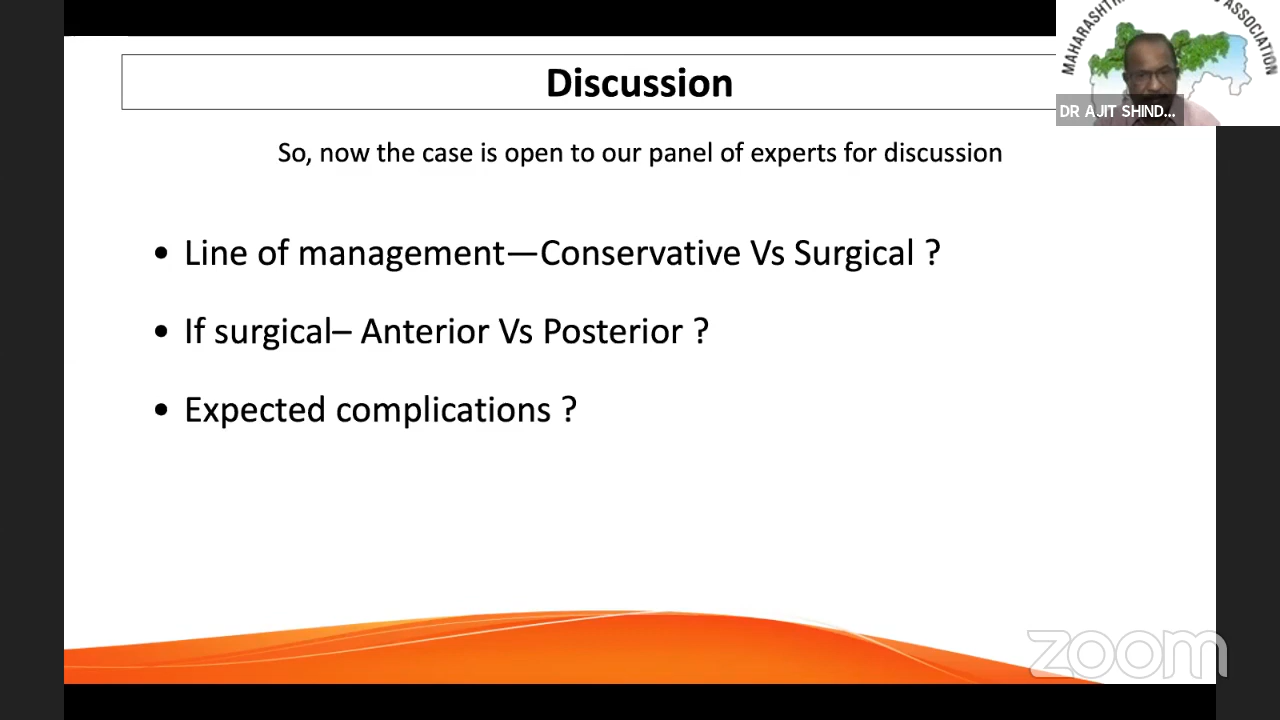 Discussion
So, now the case is open to our panel of experts for discussion
• Line of management—Conservative Vs Surgical ?
• If surgical– Anterior Vs Posterior ?
• Expected complications ?
MAHARASHT
ASSOCIATION
DR AJIT SHIND...
zoom